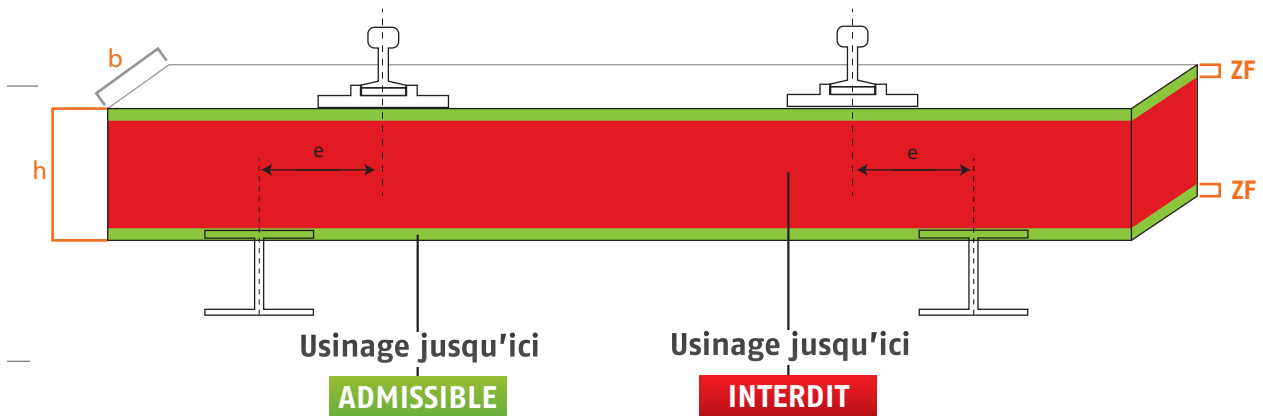 b
ZF
h
e
e
ZF
Usinage jusqu'ici
ADMISSIBLE
Usinage jusqu'ici
INTERDIT